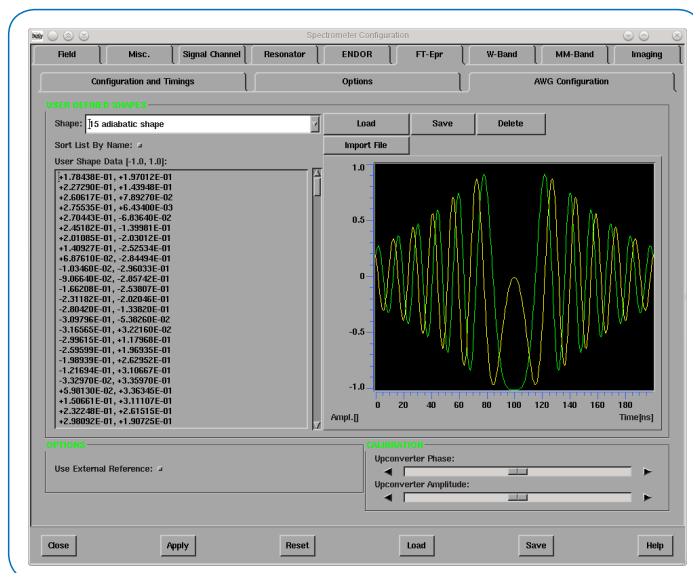 Spectrometer Configuration
Field Misc. Signal Channel Resonator ENDOR FT-Epr W-Band MM-Band Imaging
Configuration and Timings Options AWG Configuration
USER DEFINED SHAPES
Shape: 15 adiabatic shape Load Save Delete
Sort List By Name: Import File
User Shape Data [-1.0, 1.0]:
+1.78438E-01, +1.97012E-01
+2.27290E-01, +1.43948E-01
+2.60617E-01, +7.89270E-02
+2.75535E-01, +6.43400E-03
+2.70443E-01, -6.83640E-02
+2.45182E-01, -1.39981E-01
+2.01085E-01, -2.03012E-01
+1.40927E-01, -2.52534E-01
+6.87610E-02, -2.84494E-01
-1.03460E-02, -2.96033E-01
-9.06640E-02, -2.85742E-01
-1.66208E-01, -2.53807E-01
-2.31182E-01, -2.02046E-01
-2.80420E-01, -1.33820E-01
-3.09796E-01, -5.38260E-02
-3.16565E-01, +3.22160E-02
-2.99615E-01, +1.17968E-01
-2.59599E-01, +1.96935E-01
-1.98939E-01, +2.62952E-01
-1.21694E-01, +3.10667E-01
-3.32970E-02, +3.35970E-01
+5.98130E-02, +3.36345E-01
+1.50661E-01, +3.11107E-01
+2.32248E-01, +2.61515E-01
+2.98092E-01, +1.90725E-01
1.0
0.5
0
-0.5
-1.0
0 20 40 60 80 100 120 140 160 180
Ampt.[] Time[ns]
OPTIONS
Use External Reference:
CALIBRATION
Upconverter Phase:
Upconverter Amplitude:
Close Apply Reset Load Save Help